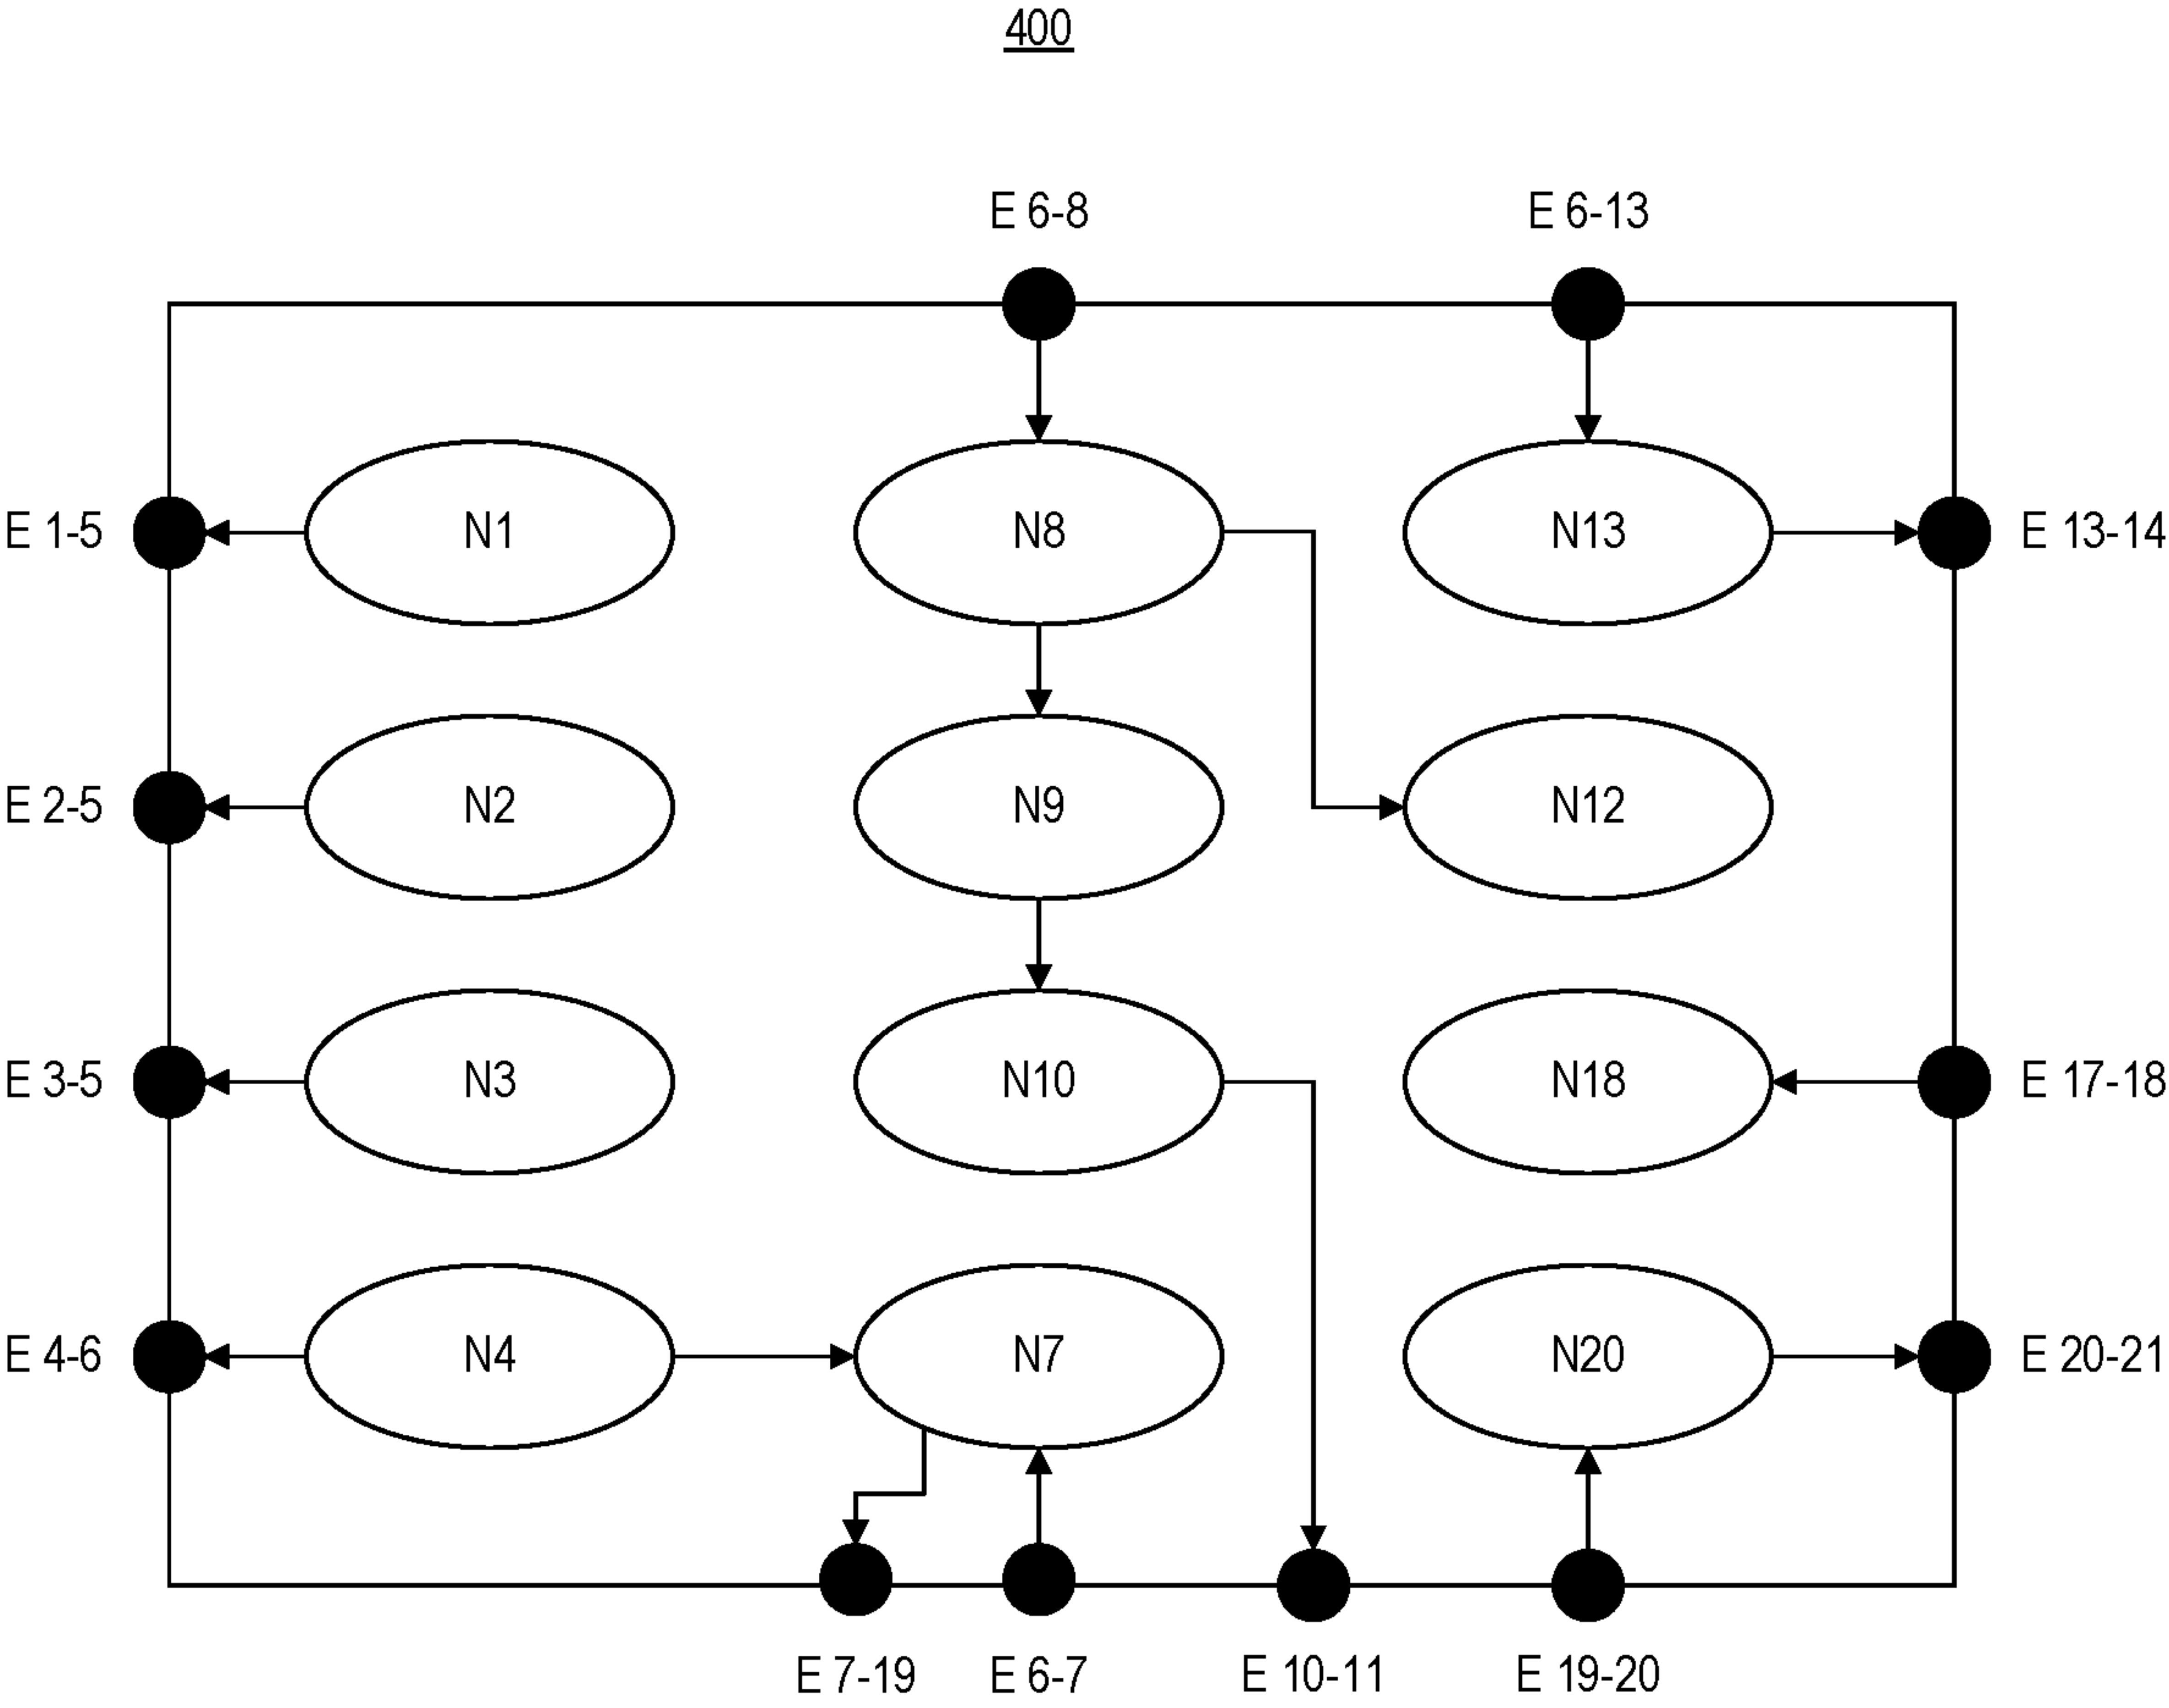 400
E 6-8
E 6-13
E 1-5
N1
N8
N13
E 13-14
E 2-5
N2
N9
N12
E 3-5
N3
N10
N18
E 17-18
E 4-6
N4
N7
N20
E 20-21
E 7-19
E 6-7
E 10-11
E 19-20